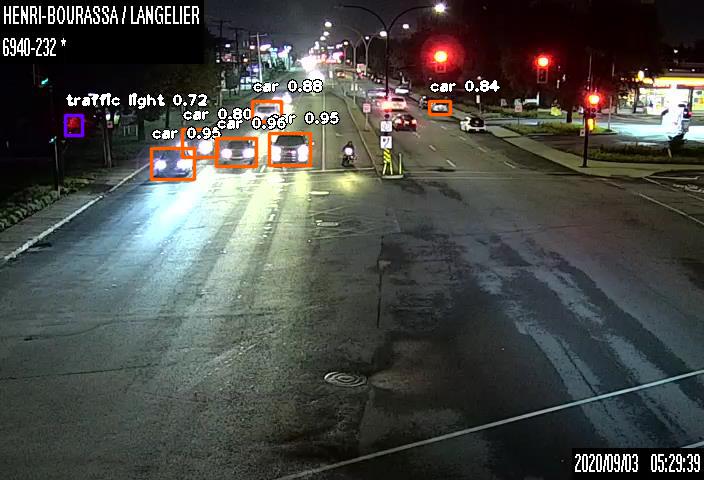 HENRI-BOURASSA / LANGELIER
6940-232 *
car 0.88
car 0.84
traffic light 0.72
car 0.80
car 0.95
car 0.96
car 0.95
2020/09/03 05:29:39